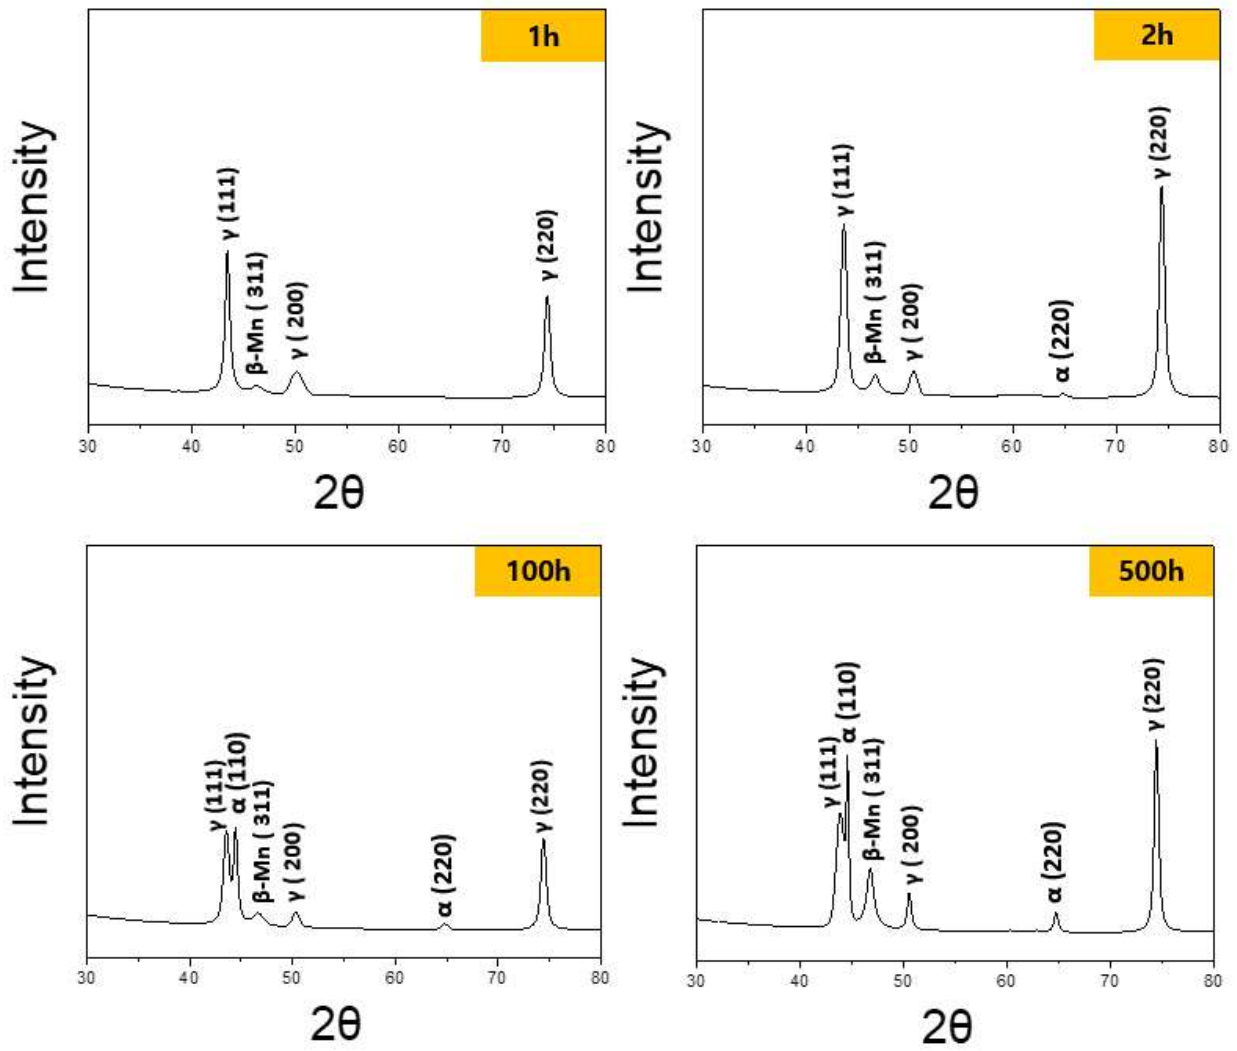 1h
Intensity
γ (111)
β-Mn ( 311)
γ ( 200)
γ (220)
30 40 50 60 70 80
2θ
2h
Intensity
γ (111)
β-Mn ( 311)
γ ( 200)
α (220)
γ (220)
30 40 50 60 70 80
2θ
100h
Intensity
γ (111)
α (110)
β-Mn ( 311)
γ ( 200)
α (220)
γ (220)
30 40 50 60 70 80
2θ
500h
Intensity
γ (111)
α (110)
β-Mn ( 311)
γ ( 200)
α (220)
γ (220)
30 40 50 60 70 80
2θ